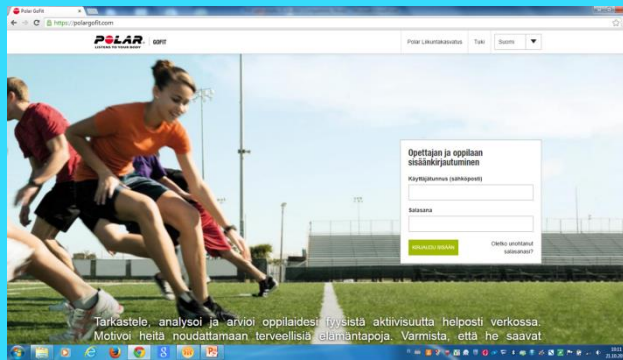 Polar GoFit
https://polargofit.com
POLAR
LISTENS TO YOUR BODY
GOFIT
Polar Liikuntakasvatus
Tuki
Suomi
Opettajan ja oppilaan
sisäänkirjautuminen
Käyttäjätunnus (sähköposti)
Salasana
KIRJAUDU SISÄÄN
Oletko unohtanut
salasanasi?
Tarkastele, analysoi ja arvioi oppilaidesi fyysistä aktiivisuutta helposti verkossa.
Motivoi heitä noudattamaan terveellisiä elämäntapoja. Varmista, että he saavat